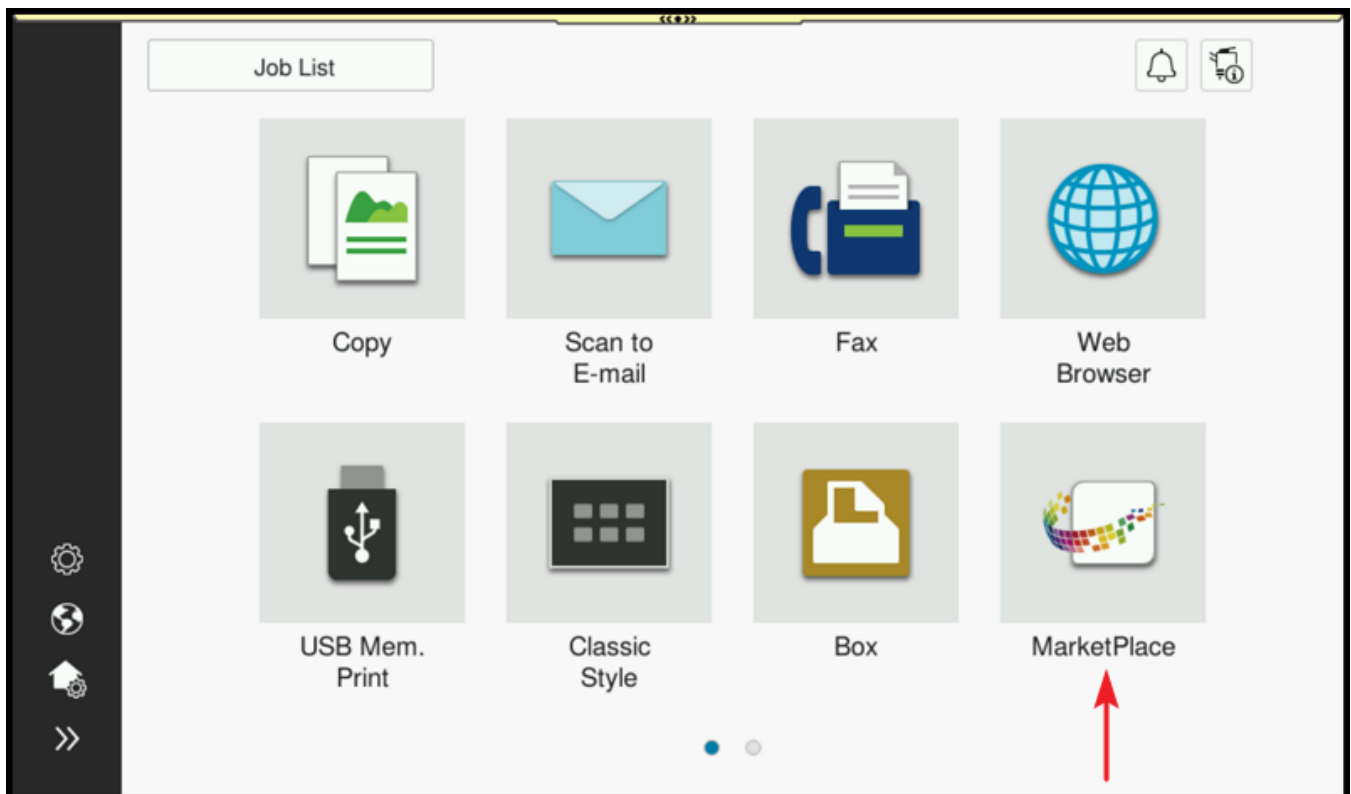 Job List
Copy
Scan to
E-mail
Fax
Web
Browser
USB Mem.
Print
Classic
Style
Box
MarketPlace